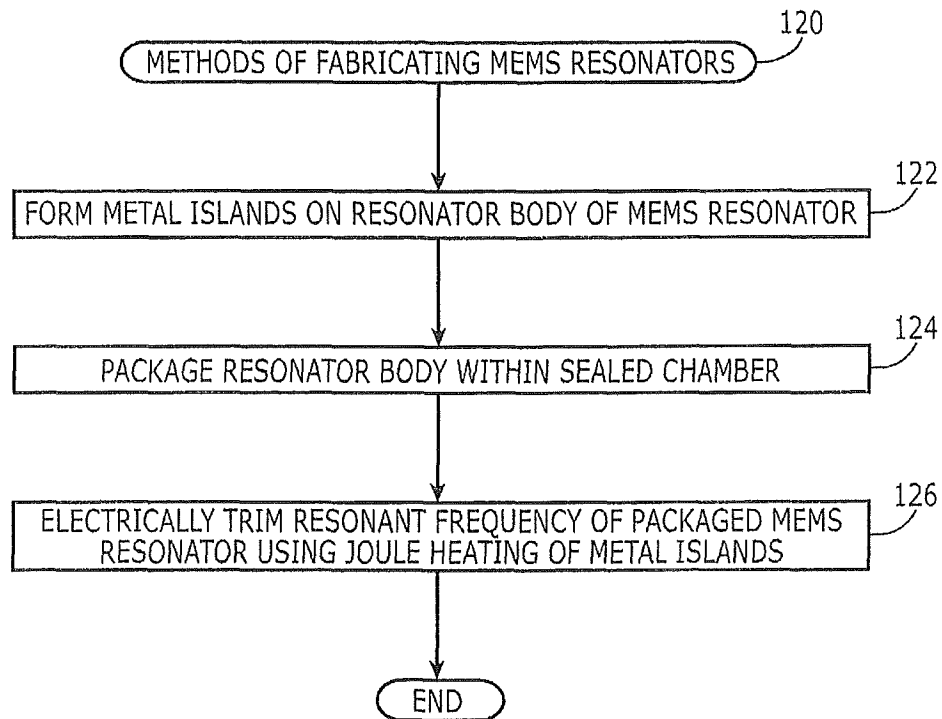 120
METHODS OF FABRICATING MEMS RESONATORS
122
FORM METAL ISLANDS ON RESONATOR BODY OF MEMS RESONATOR
124
PACKAGE RESONATOR BODY WITHIN SEALED CHAMBER
126
ELECTRICALLY TRIM RESONANT FREQUENCY OF PACKAGED MEMS
RESONATOR USING JOULE HEATING OF METAL ISLANDS
END